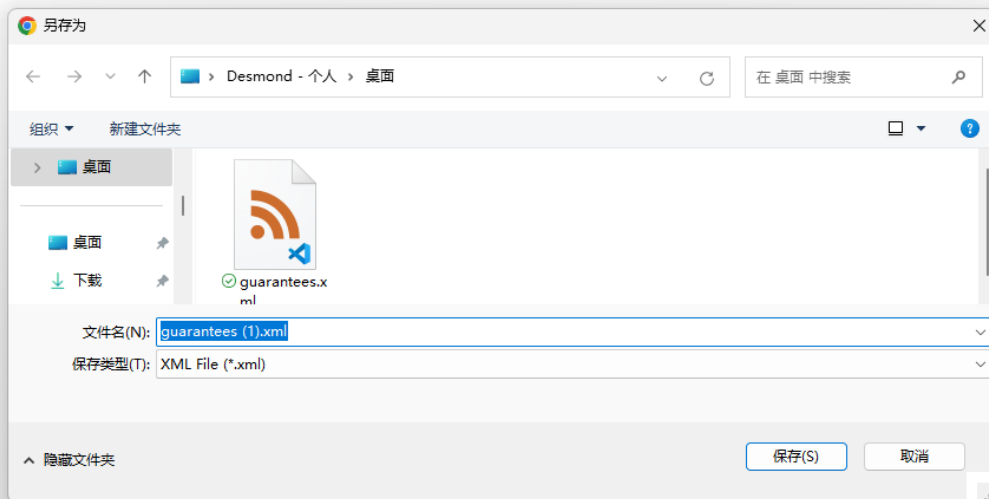 另存为
Desmond - 个人 › 桌面
在 桌面 中搜索
组织
新建文件夹
桌面
桌面
下载
guarantees.x
ml
文件名(N): guarantees (1).xml
保存类型(T): XML File (*.xml)
隐藏文件夹
保存(S)
取消